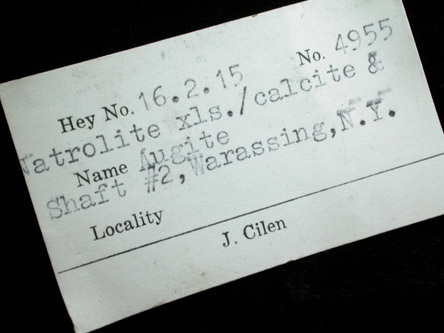 Hey No. 16.2.15 No. 4955
Natrolite xls./calcite &
Name Augite
Shaft #2, Warassing, N.Y.
Locality
J. Cilen